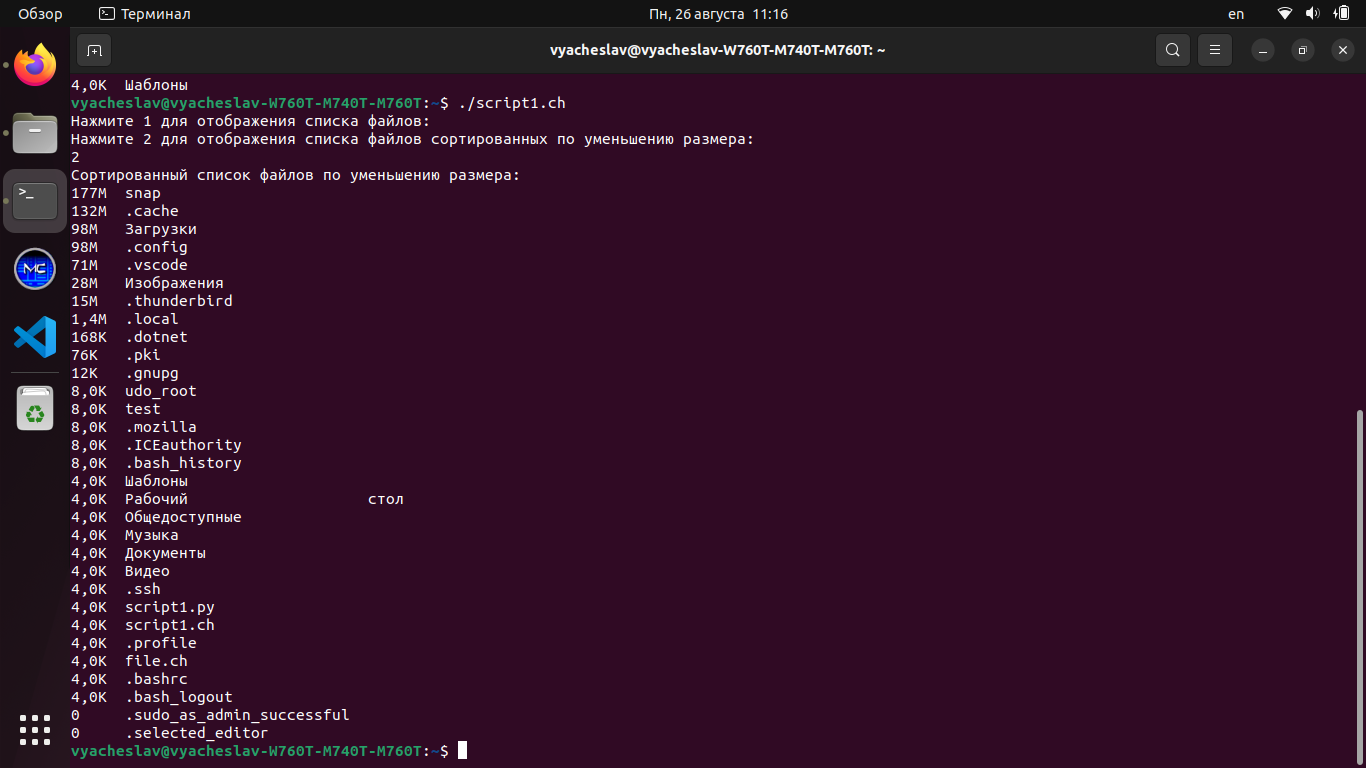 Обзор Терминал Пн, 26 августа 11:16 en
vyacheslav@vyacheslav-W760T-M740T-M760T: ~
4,0K Шаблоны
vyacheslav@vyacheslav-W760T-M740T-M760T:~$ ./script1.ch
Нажмите 1 для отображения списка файлов:
Нажмите 2 для отображения списка файлов сортированных по уменьшению размера:
2
Сортированный список файлов по уменьшению размера:
177M snap
132M .cache
98M Загрузки
98M .config
71M .vscode
28M Изображения
15M .thunderbird
1,4M .local
168K .dotnet
76K .pki
12K .gnupg
8,0K udo_root
8,0K test
8,0K .mozilla
8,0K .ICEauthority
8,0K .bash_history
4,0K Шаблоны
4,0K Рабочий стол
4,0K Общедоступные
4,0K Музыка
4,0K Документы
4,0K Видео
4,0K .ssh
4,0K script1.py
4,0K script1.ch
4,0K .profile
4,0K file.ch
4,0K .bashrc
4,0K .bash_logout
0 .sudo_as_admin_successful
0 .selected_editor
vyacheslav@vyacheslav-W760T-M740T-M760T:~$
>_
MC